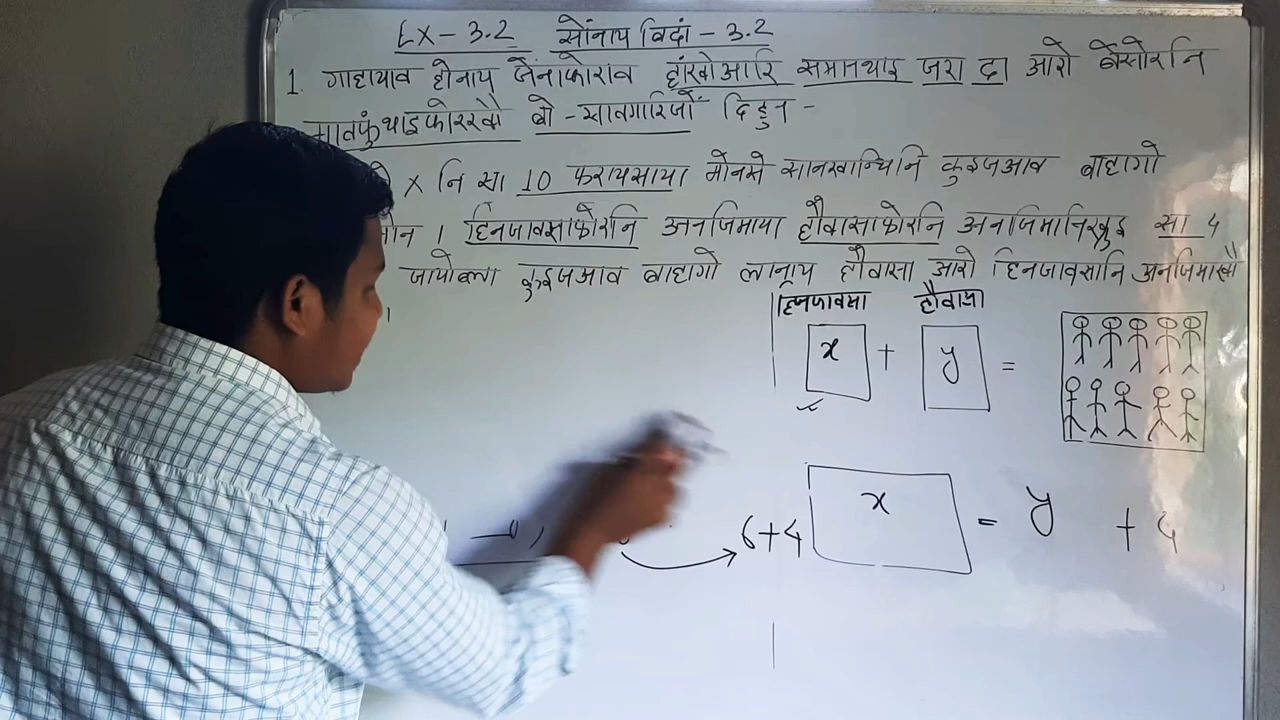 Ex - 3.2 सोंनाय बिदां - 3.2
1. गाहायाव होनाय जेनाफोराव हांखोआरि समानथाइ जरा दा आरो बेसोरनि
सावफुंथाइफोरखौ बो - सावगारिजों दिहुन -
X नि सा 10 फरायसाया मोनसे सानखान्थिनि कुइजआव बाहागो
मोन । हिनजावसाफोरनि अनजिमाया हौवासाफोरनि अनजिमानिख्रुइ सा 4
जायोब्ला कुइजआव बाहागो लानाय हौवासा आरो हिनजावसानि अनजिमाखौ
।
हिनजावसा हौवासा
x + y =
6+4 x = y + 4